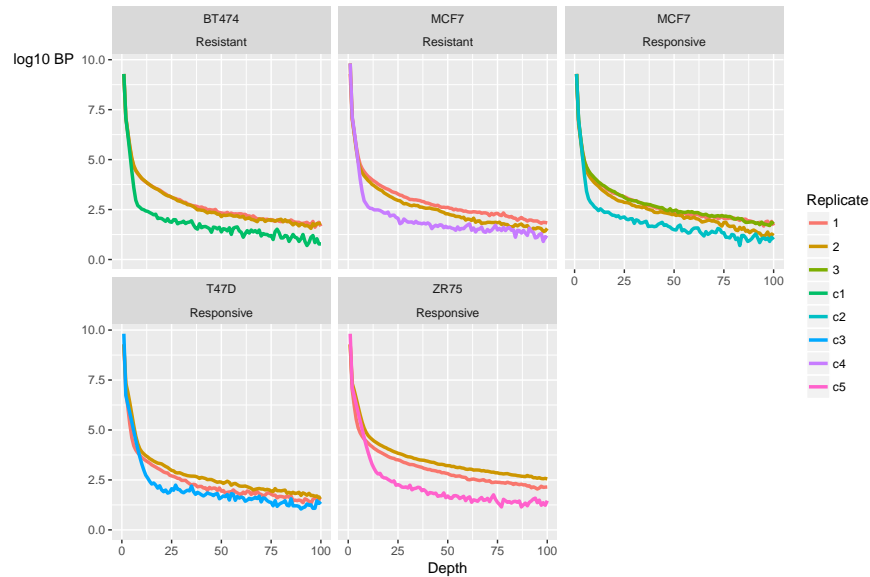 BT474
Resistant
MCF7
Resistant
MCF7
Responsive
log10 BP
10.0
7.5
5.0
2.5
0.0
0 25 50 75 100
T47D
Responsive
ZR75
Responsive
10.0
7.5
5.0
2.5
0.0
0 25 50 75 100
0 25 50 75 100
Depth
Replicate
1
2
3
c1
c2
c3
c4
c5